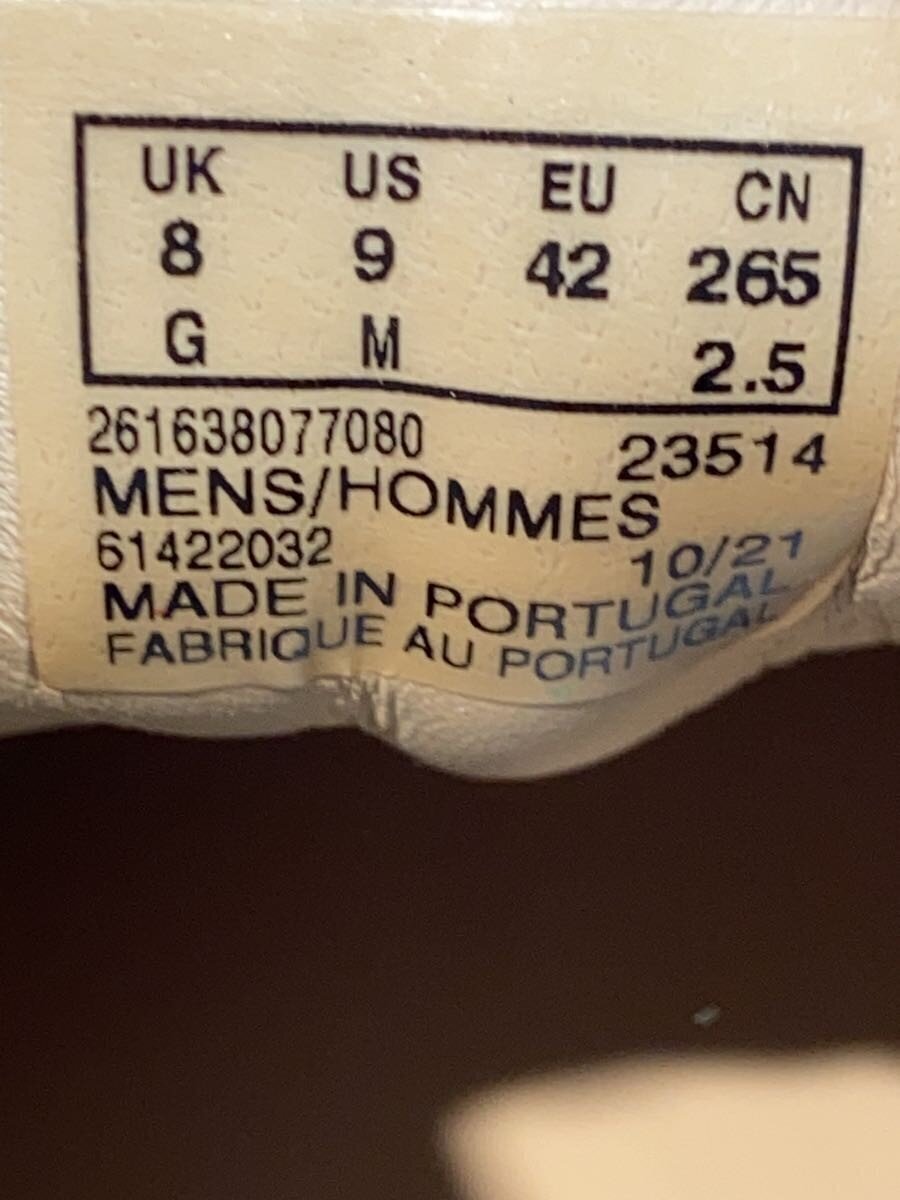 UK US EU CN
8 9 42 265
G M 2.5
261638077080 23514
MENS/HOMMES
61422032 10/21
MADE IN PORTUGAL
FABRIQUE AU PORTUGAL